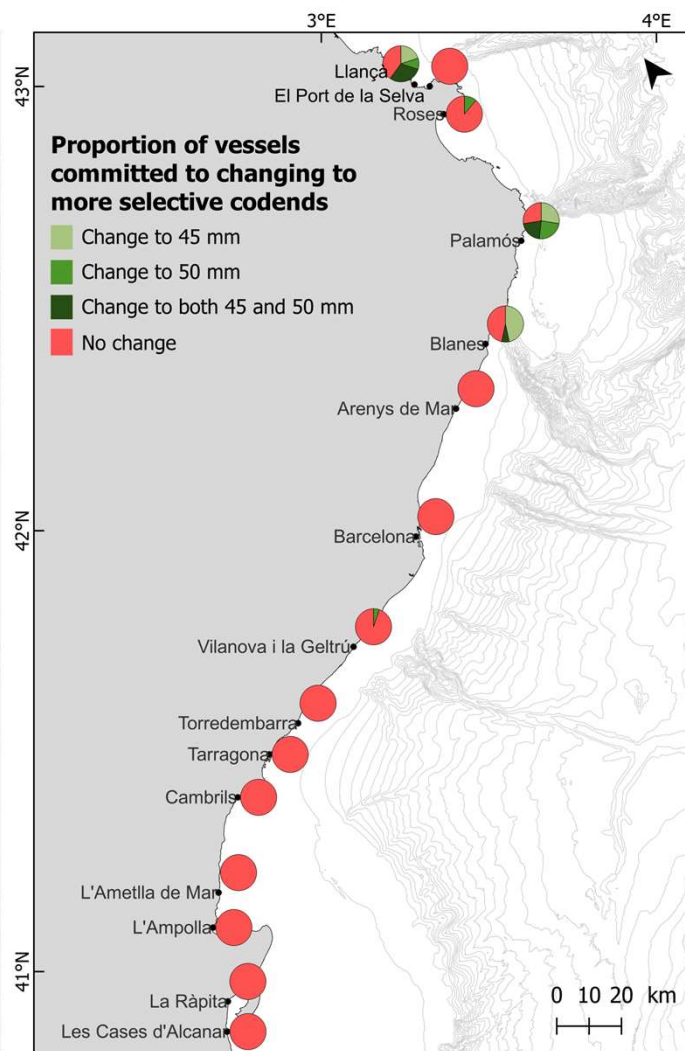 3°E
4°E
43°N
Llançà
El Port de la Selva
Roses
Proportion of vessels
committed to changing to
more selective codends
Change to 45 mm
Change to 50 mm
Change to both 45 and 50 mm
No change
Palamós
Blanes
Arenys de Mar
42°N
Barcelona
Vilanova i la Geltrú
Torredembarra
Tarragona
Cambrils
L'Ametlla de Mar
L'Ampolla
41°N
La Ràpita
Les Cases d'Alcanar
0 10 20 km